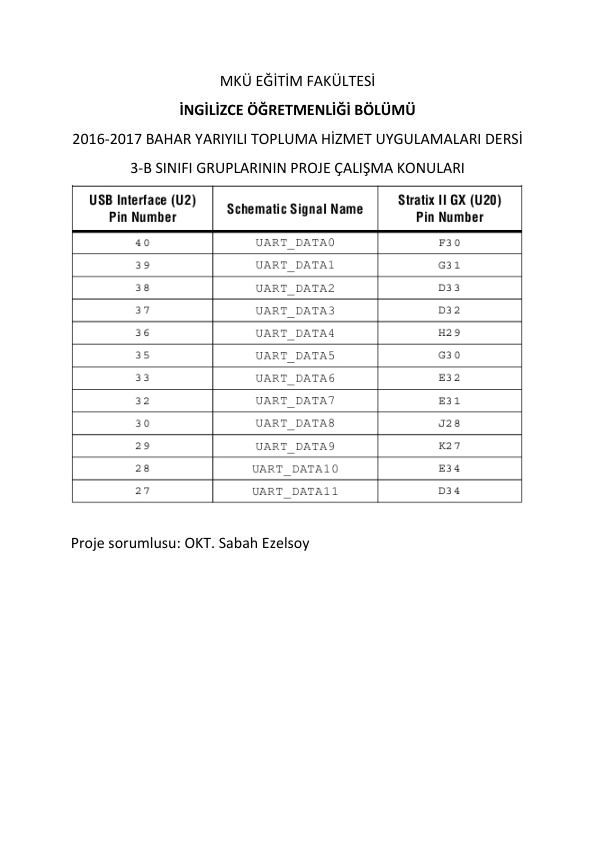 MKÜ EĞİTİM FAKÜLTESİ
İNGİLİZCE ÖĞRETMENLİĞİ BÖLÜMÜ
2016-2017 BAHAR YARIYILI TOPLUMA HİZMET UYGULAMALARI DERSİ
3-B SINIFI GRUPLARININ PROJE ÇALIŞMA KONULARI
USB Interface (U2) Pin Number Schematic Signal Name Stratix II GX (U20) Pin Number
40 UART_DATA0 F30
39 UART_DATA1 G31
38 UART_DATA2 D33
37 UART_DATA3 D32
36 UART_DATA4 H29
35 UART_DATA5 G30
33 UART_DATA6 E32
32 UART_DATA7 E31
30 UART_DATA8 J28
29 UART_DATA9 K27
28 UART_DATA10 E34
27 UART_DATA11 D34
Proje sorumlusu: OKT. Sabah Ezelsoy